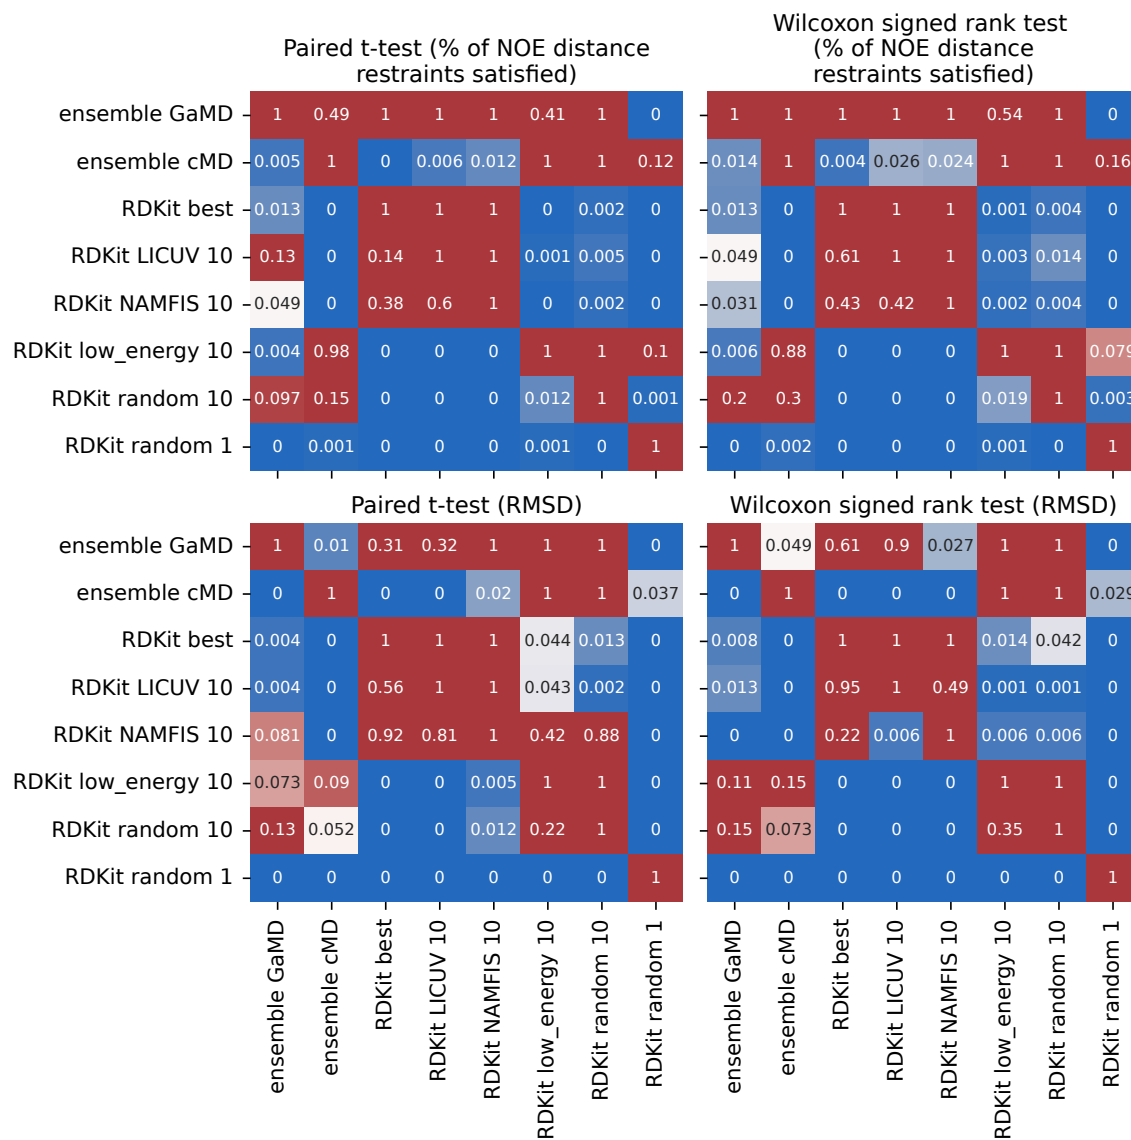 Paired t-test (% of NOE distance
restraints satisfied)
Wilcoxon signed rank test
(% of NOE distance
restraints satisfied)
ensemble GaMD 1 0.49 1 1 1 0.41 1 0 1 1 1 1 1 0.54 1 0
ensemble cMD 0.005 1 0 0.006 0.012 1 1 0.12 0.014 1 0.004 0.026 0.024 1 1 0.16
RDKit best 0.013 0 1 1 1 0 0.002 0 0.013 0 1 1 1 0.001 0.004 0
RDKit LICUV 10 0.13 0 0.14 1 1 0.001 0.005 0 0.049 0 0.61 1 1 0.003 0.014 0
RDKit NAMFIS 10 0.049 0 0.38 0.6 1 0 0.002 0 0.031 0 0.43 0.42 1 0.002 0.004 0
RDKit low_energy 10 0.004 0.98 0 0 0 1 1 0.1 0.006 0.88 0 0 0 1 1 0.079
RDKit random 10 0.097 0.15 0 0 0 0.012 1 0.001 0.2 0.3 0 0 0 0.019 1 0.003
RDKit random 1 0 0.001 0 0 0 0.001 0 1 0 0.002 0 0 0 0.001 0 1
Paired t-test (RMSD)
Wilcoxon signed rank test (RMSD)
ensemble GaMD 1 0.01 0.31 0.32 1 1 1 0 1 0.049 0.61 0.9 0.027 1 1 0
ensemble cMD 0 1 0 0 0.02 1 1 0.037 0 1 0 0 0 1 1 0.029
RDKit best 0.004 0 1 1 1 0.044 0.013 0 0.008 0 1 1 1 0.014 0.042 0
RDKit LICUV 10 0.004 0 0.56 1 1 0.043 0.002 0 0.013 0 0.95 1 0.49 0.001 0.001 0
RDKit NAMFIS 10 0.081 0 0.92 0.81 1 0.42 0.88 0 0 0 0.22 0.006 1 0.006 0.006 0
RDKit low_energy 10 0.073 0.09 0 0 0.005 1 1 0 0.11 0.15 0 0 0 1 1 0
RDKit random 10 0.13 0.052 0 0 0.012 0.22 1 0 0.15 0.073 0 0 0 0.35 1 0
RDKit random 1 0 0 0 0 0 0 0 1 0 0 0 0 0 0 0 1
ensemble GaMD
ensemble cMD
RDKit best
RDKit LICUV 10
RDKit NAMFIS 10
RDKit low_energy 10
RDKit random 10
RDKit random 1
ensemble GaMD
ensemble cMD
RDKit best
RDKit LICUV 10
RDKit NAMFIS 10
RDKit low_energy 10
RDKit random 10
RDKit random 1